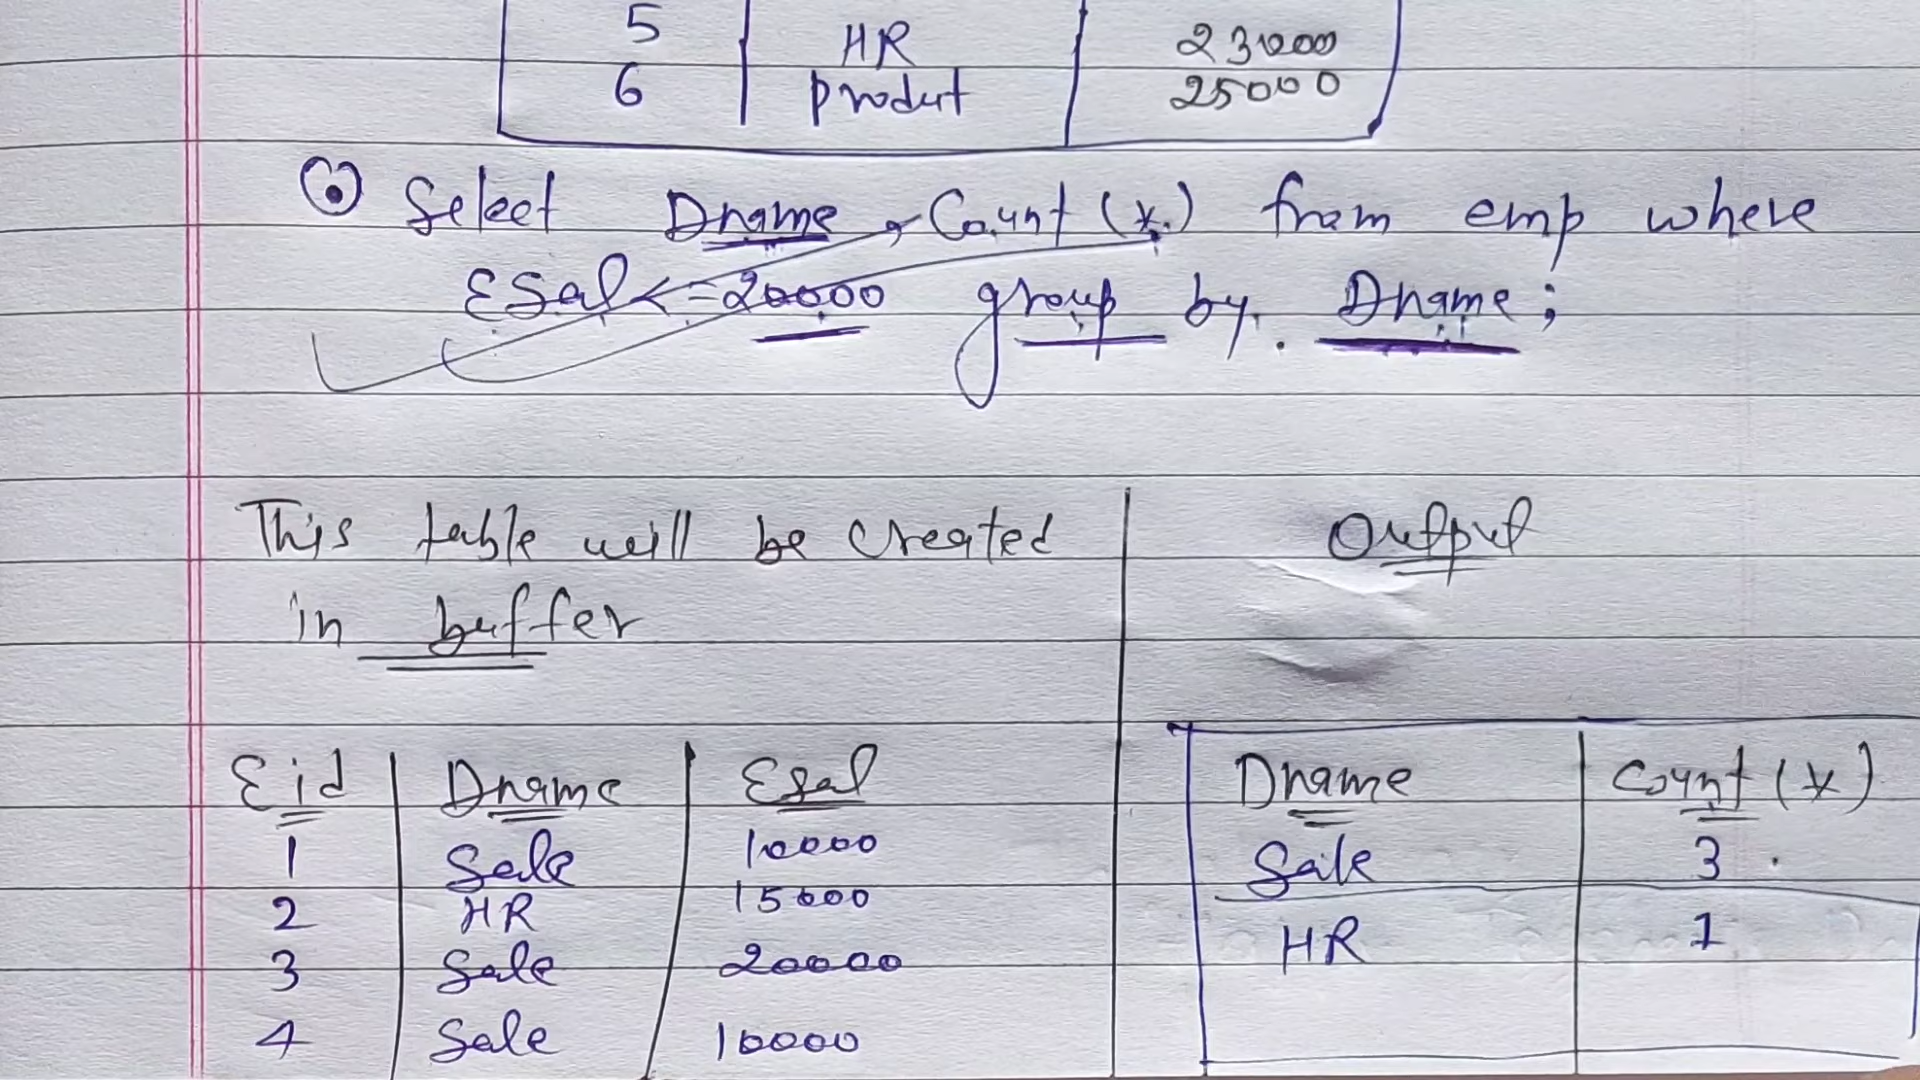 5 HR 23000
6 produt 25000
Select Dname, Count (*) from emp where
ESal <= 20000 group by Dname;
This table will be created
in buffer
Output
Eid Dname Esal
1 Sale 10000
2 HR 15000
3 Sale 20000
4 Sale 10000
Dname Count (*)
Sale 3
HR 1